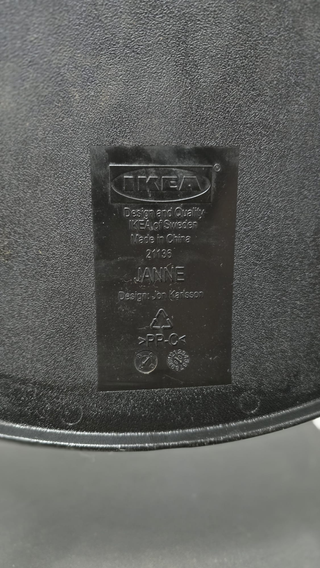 IKEA®
Design and Quality
IKEA of Sweden
Made in China
21136
JANNE
Design: Jon Karlsson
>PP-C<